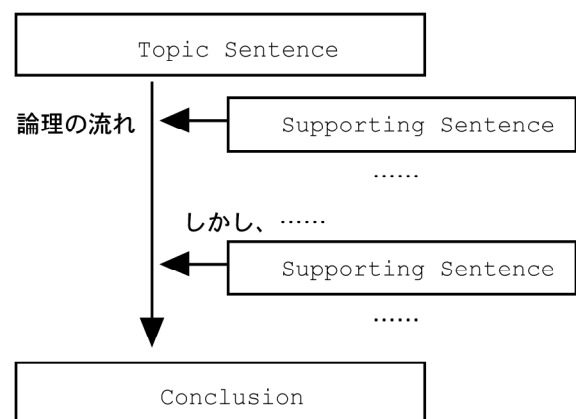 Topic Sentence
論理の流れ
Supporting Sentence
……
しかし、……
Supporting Sentence
……
Conclusion